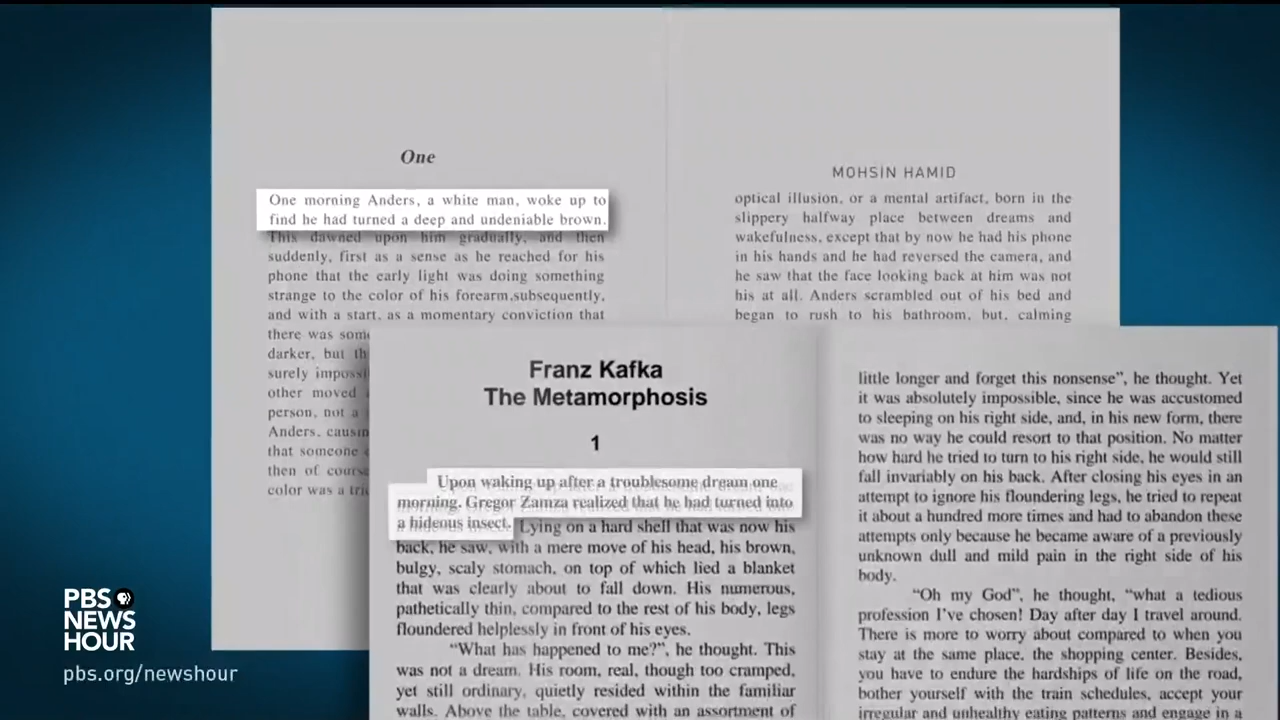 One
One morning Anders, a white man, woke up to
find he had turned a deep and undeniable brown.
This dawned upon him gradually, and then
suddenly, first as a sense as he reached for his
phone that the early light was doing something
strange to the color of his forearm,subsequently,
and with a start, as a momentary conviction that
there was som
darker, but th
surely impossi
other moved
person, not a
Anders, causin
that someone
then of cours
color was a tri
MOHSIN HAMID
optical illusion, or a mental artifact, born in the
slippery halfway place between dreams and
wakefulness, except that by now he had his phone
in his hands and he had reversed the camera, and
he saw that the face looking back at him was not
his at all. Anders scrambled out of his bed and
began to rush to his bathroom, but, calming
Franz Kafka
The Metamorphosis
1
Upon waking up after a troublesome dream one
morning. Gregor Zamza realized that he had turned into
a hideous insect. Lying on a hard shell that was now his
back, he saw, with a mere move of his head, his brown,
bulgy, scaly stomach, on top of which lied a blanket
that was clearly about to fall down. His numerous,
pathetically thin, compared to the rest of his body, legs
floundered helplessly in front of his eyes.
"What has happened to me?", he thought. This
was not a dream. His room, real, though too cramped,
yet still ordinary, quietly resided within the familiar
walls. Above the table, covered with an assortment of
little longer and forget this nonsense", he thought. Yet
it was absolutely impossible, since he was accustomed
to sleeping on his right side, and, in his new form, there
was no way he could resort to that position. No matter
how hard he tried to turn to his right side, he would still
fall invariably on his back. After closing his eyes in an
attempt to ignore his floundering legs, he tried to repeat
it about a hundred more times and had to abandon these
attempts only because he became aware of a previously
unknown dull and mild pain in the right side of his
body.
"Oh my God", he thought, "what a tedious
profession I've chosen! Day after day I travel around.
There is more to worry about compared to when you
stay at the same place, the shopping center. Besides,
you have to endure the hardships of life on the road,
bother yourself with the train schedules, accept your
irregular and unhealthy eating patterns and engage in a
PBS
NEWS
HOUR
pbs.org/newshour